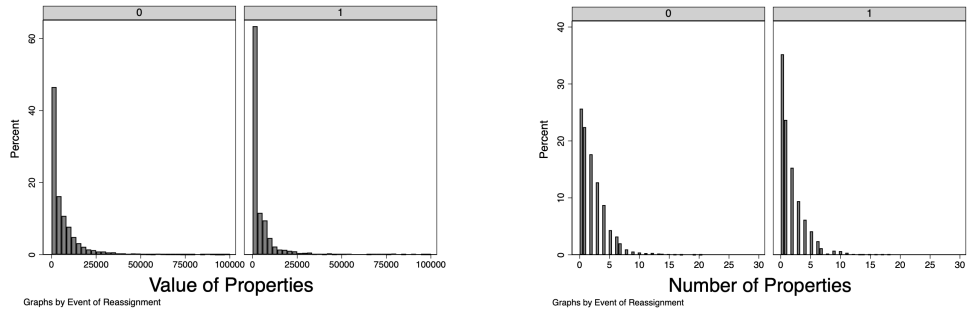 0 1
60
40
20
0
Percent
0 25000 50000 75000 100000 0 25000 50000 75000 100000
Value of Properties
Graphs by Event of Reassignment
0 1
40
30
20
10
0
Percent
0 5 10 15 20 25 30 0 5 10 15 20 25 30
Number of Properties
Graphs by Event of Reassignment